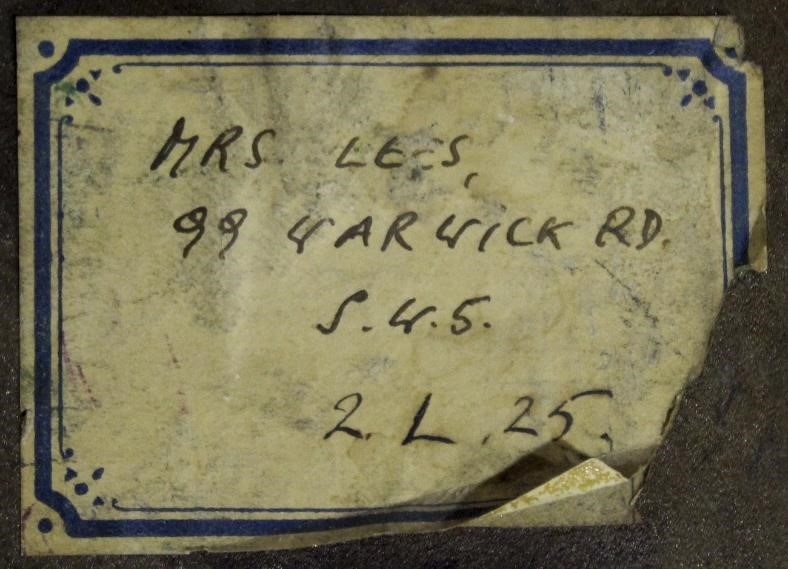 MRS LEES,
99 WARWICK RD.
S.W.5.
2. L. 25.